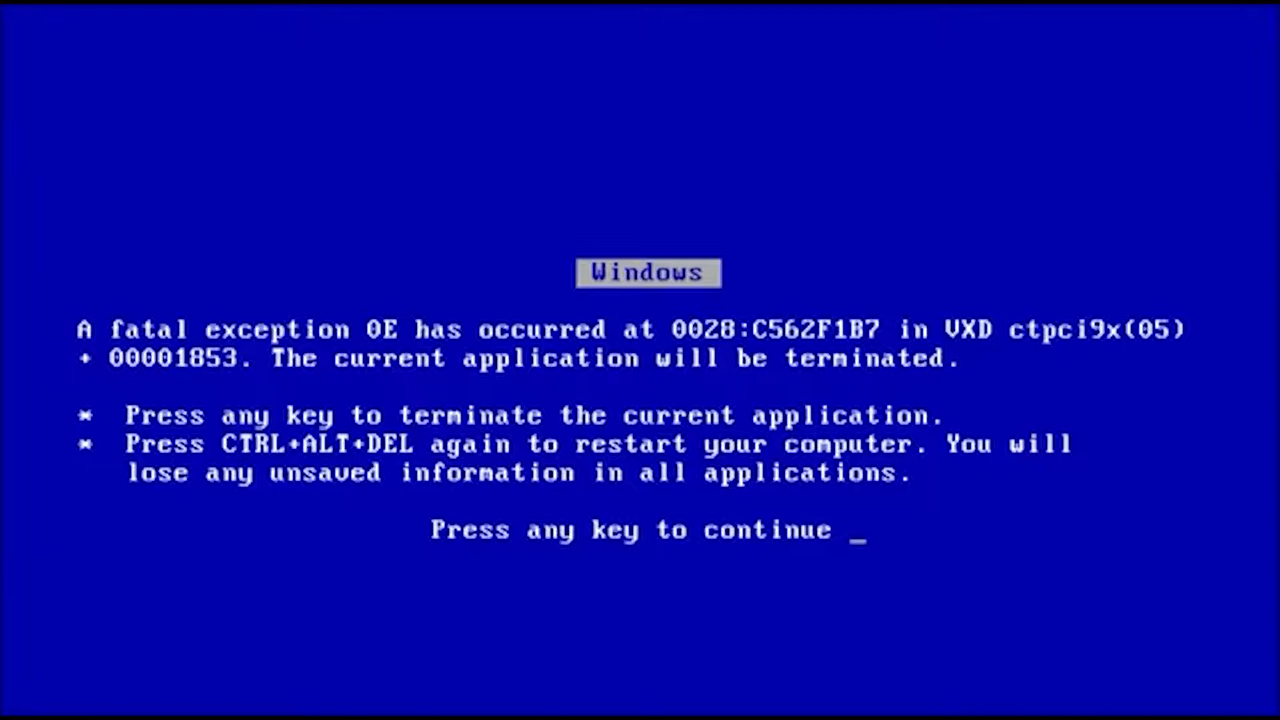 Windows
A fatal exception 0E has occurred at 0028:C562F1B7 in VXD ctpci9x(05)
+ 00001853. The current application will be terminated.
* Press any key to terminate the current application.
* Press CTRL+ALT+DEL again to restart your computer. You will
lose any unsaved information in all applications.
Press any key to continue _